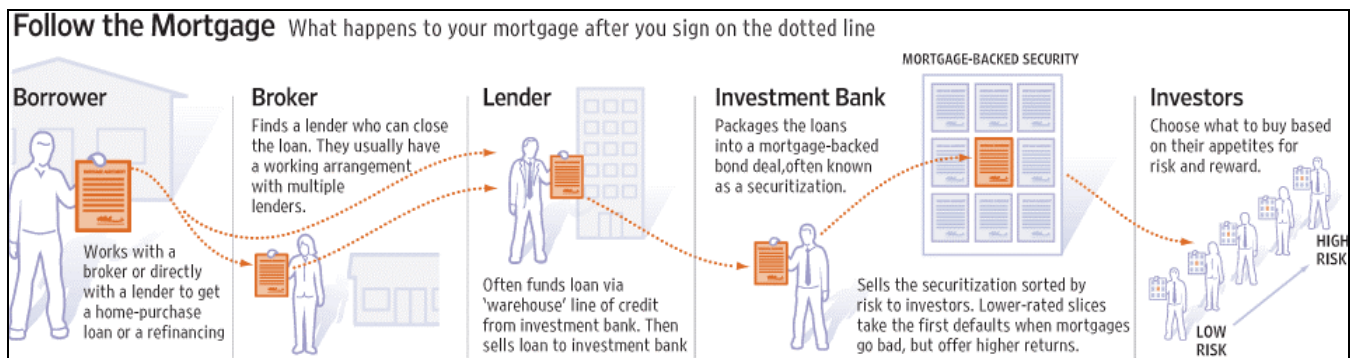 Follow the Mortgage What happens to your mortgage after you sign on the dotted line
Borrower
Works with a
broker or directly
with a lender to get
a home-purchase
loan or a refinancing
Broker
Finds a lender who can close
the loan. They usually have
a working arrangement
with multiple
lenders.
Lender
Often funds loan via
‘warehouse’ line of credit
from investment bank. Then
sells loan to investment bank
Investment Bank
Packages the loans
into a mortgage-backed
bond deal,often known
as a securitization.
MORTGAGE-BACKED SECURITY
Sells the securitization sorted by
risk to investors. Lower-rated slices
take the first defaults when mortgages
go bad, but offer higher returns.
Investors
Choose what to buy based
on their appetites for
risk and reward.
HIGH
RISK
LOW
RISK